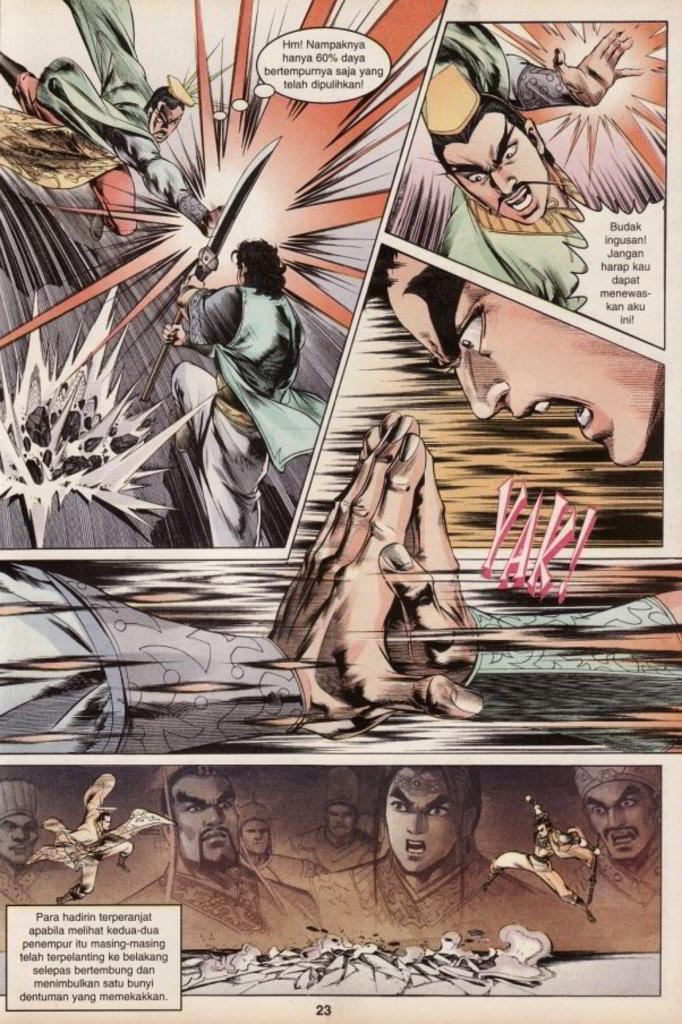 Hm! Nampaknya
hanya 60% daya
bertempurnya saja yang
telah dipulihkan!
Budak
ingusan!
Jangan
harap kau
dapat
menewas-
kan aku
ini!
YAK!
Para hadirin terperanjat
apabila melihat kedua-dua
penempur itu masing-masing
telah terpelanting ke belakang
selepas bertembung dan
menimbulkan satu bunyi
dentuman yang memekakkan.
23